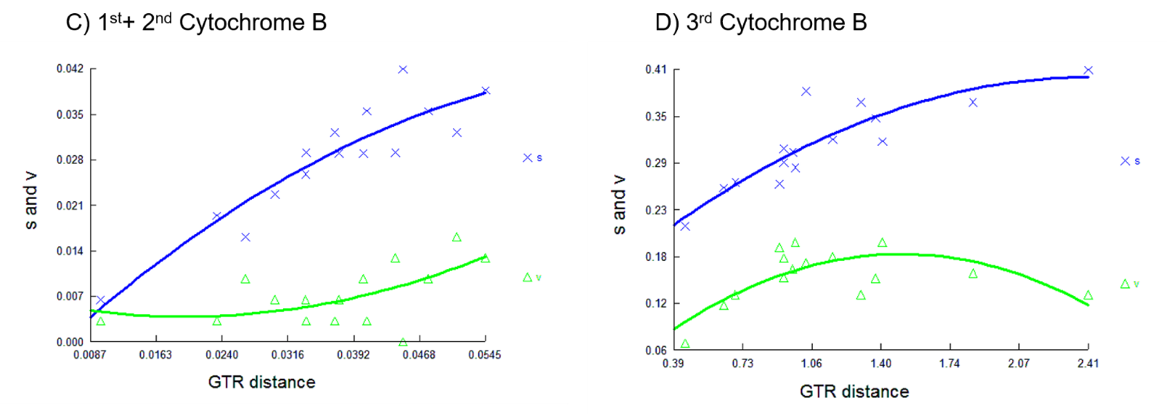 C) 1st+ 2nd Cytochrome B
0.042
0.035
0.028
0.021
0.014
0.007
0.000
s and v
0.0087 0.0163 0.0240 0.0316 0.0392 0.0468 0.0545
GTR distance
s
v
D) 3rd Cytochrome B
0.41
0.35
0.29
0.23
0.18
0.12
0.06
s and v
0.39 0.73 1.06 1.40 1.74 2.07 2.41
GTR distance
s
v